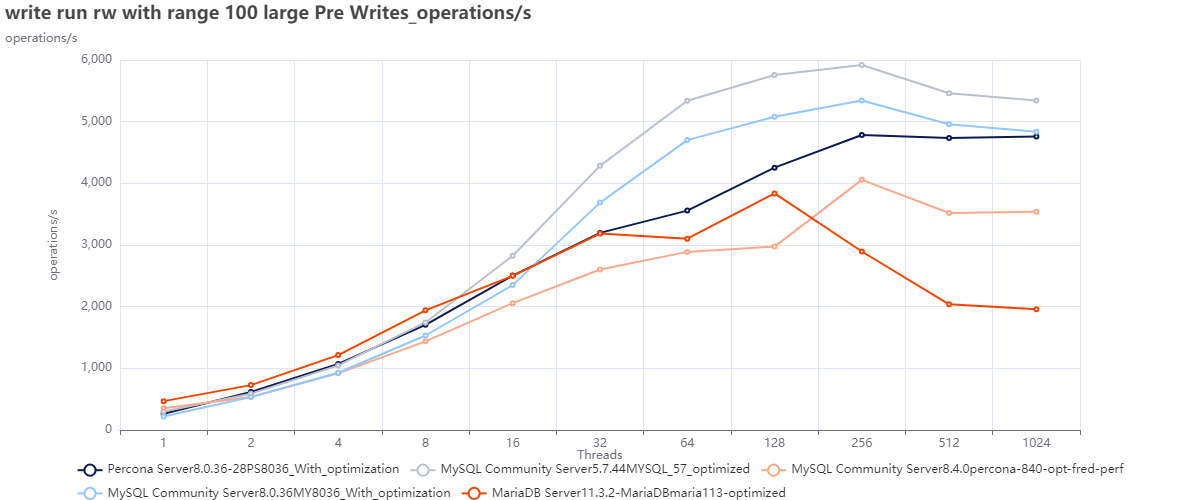 write run rw with range 100 large Pre Writes_operations/s
operations/s
6,000
5,000
4,000
3,000
2,000
1,000
0
operations/s
1 2 4 8 16 32 64 128 256 512 1024
Threads
Percona Server8.0.36-28PS8036_With_optimization MySQL Community Server5.7.44MYSQL_57_optimized MySQL Community Server8.4.0percona-840-opt-fred-perf
MySQL Community Server8.0.36MY8036_With_optimization MariaDB Server11.3.2-MariaDBmaria113-optimized